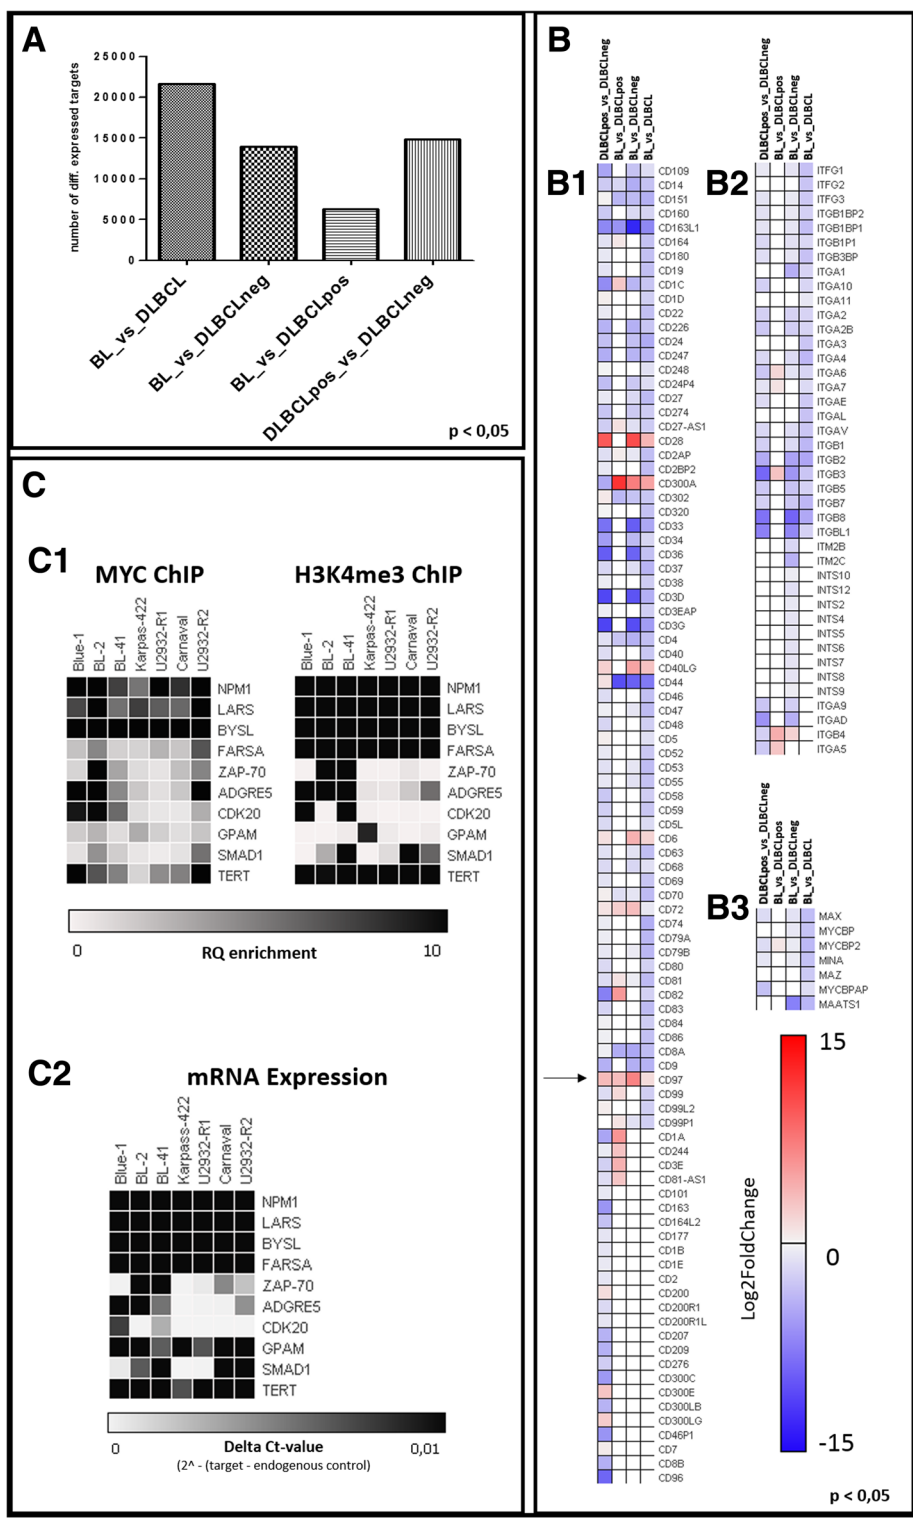 A
number of diff. expressed targets
25000
20000
15000
10000
5000
0
BL_vs_DLBCL
BL_vs_DLBCLneg
BL_vs_DLBCLpos
DLBCLpos_vs_DLBCLneg
p < 0,05
B
B1
DLBCLpos_vs_DLBCLneg
BL_vs_DLBCLpos
BL_vs_DLBCLneg
BL_vs_DLBCL
CD109
CD14
CD151
CD160
CD163L1
CD164
CD180
CD19
CD1C
CD1D
CD22
CD226
CD24
CD247
CD248
CD24P4
CD27
CD274
CD27-AS1
CD28
CD2AP
CD2BP2
CD300A
CD302
CD320
CD33
CD34
CD36
CD37
CD38
CD3D
CD3EAP
CD3G
CD4
CD40
CD40LG
CD44
CD46
CD47
CD48
CD5
CD52
CD53
CD55
CD58
CD59
CD5L
CD6
CD63
CD68
CD69
CD70
CD72
CD74
CD79A
CD79B
CD80
CD81
CD82
CD83
CD84
CD86
CD8A
CD9
CD97
CD99
CD99L2
CD99P1
CD1A
CD244
CD3E
CD81-AS1
CD101
CD163
CD164L2
CD177
CD1B
CD1E
CD2
CD200
CD200R1
CD200R1L
CD207
CD209
CD276
CD300C
CD300E
CD300LB
CD300LG
CD46P1
CD7
CD8B
CD96
B2
DLBCLpos_vs_DLBCLneg
BL_vs_DLBCLpos
BL_vs_DLBCLneg
BL_vs_DLBCL
ITFG1
ITFG2
ITFG3
ITGB1BP2
ITGB1BP1
ITGB1P1
ITGB3BP
ITGA1
ITGA10
ITGA11
ITGA2
ITGA2B
ITGA3
ITGA4
ITGA6
ITGA7
ITGAE
ITGAL
ITGAV
ITGB1
ITGB2
ITGB3
ITGB5
ITGB7
ITGB8
ITGBL1
ITM2B
ITM2C
INTS10
INTS12
INTS2
INTS4
INTS5
INTS6
INTS7
INTS8
INTS9
ITGA9
ITGAD
ITGB4
ITGA5
B3
DLBCLpos_vs_DLBCLneg
BL_vs_DLBCLpos
BL_vs_DLBCLneg
BL_vs_DLBCL
MAX
MYCBP
MYCBP2
MINA
MAZ
MYCBPAP
MAATS1
Log2FoldChange
15
0
-15
p < 0,05
C
C1
MYC ChIP
Blue-1
BL-2
BL-41
Karpas-422
U2932-R1
Carnaval
U2932-R2
NPM1
LARS
BYSL
FARSA
ZAP-70
ADGRE5
CDK20
GPAM
SMAD1
TERT
H3K4me3 ChIP
Blue-1
BL-2
BL-41
Karpas-422
U2932-R1
Carnaval
U2932-R2
NPM1
LARS
BYSL
FARSA
ZAP-70
ADGRE5
CDK20
GPAM
SMAD1
TERT
0
RQ enrichment
10
C2
mRNA Expression
Blue-1
BL-2
BL-41
Karpass-422
U2932-R1
Carnaval
U2932-R2
NPM1
LARS
BYSL
FARSA
ZAP-70
ADGRE5
CDK20
GPAM
SMAD1
TERT
0
Delta Ct-value
0,01
(2^ - (target - endogenous control)